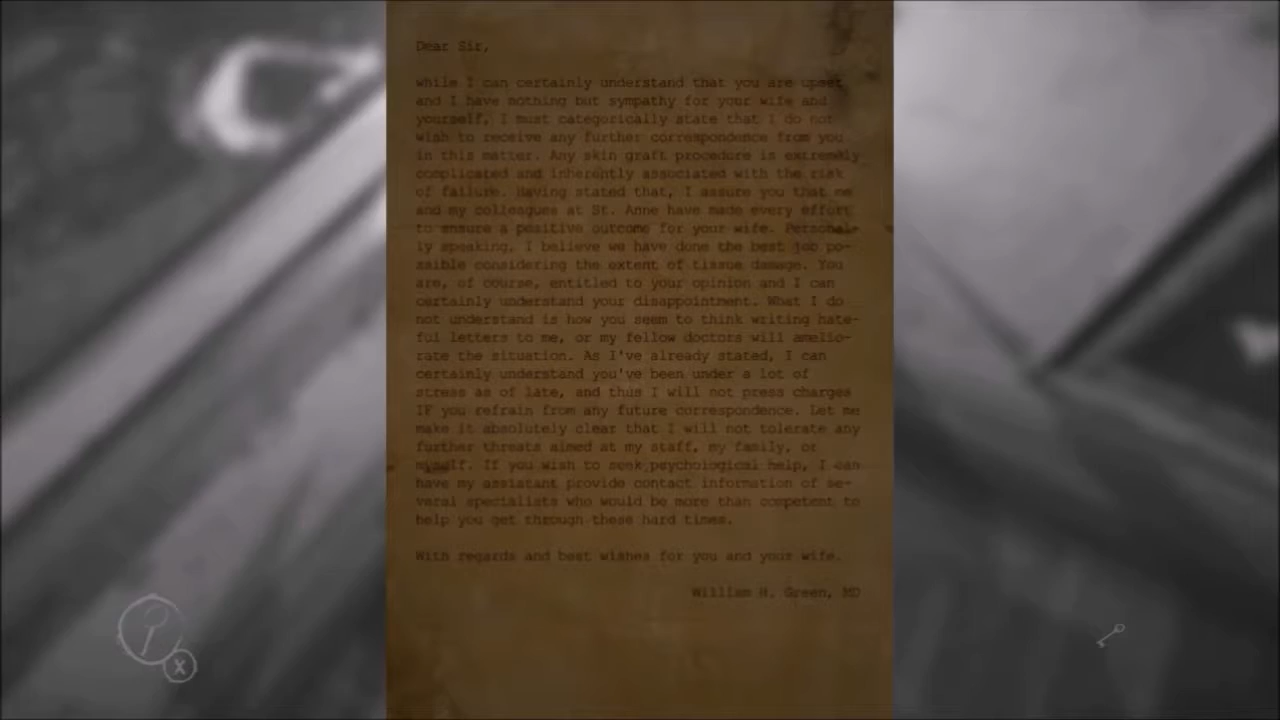 Dear Sir,
while I can certainly understand that you are upset
and I have nothing but sympathy for your wife and
yourself, I must categorically state that I do not
wish to receive any further correspondence from you
in this matter. Any skin graft procedure is extremely
complicated and inherently associated with the risk
of failure. Having stated that, I assure you that me
and my colleagues at St. Anne have made every effort
to ensure a positive outcome for your wife. Personal-
ly speaking, I believe we have done the best job po-
ssible considering the extent of tissue damage. You
are, of course, entitled to your opinion and I can
certainly understand your disappointment. What I do
not understand is how you seem to think writing hate-
ful letters to me, or my fellow doctors will amelio-
rate the situation. As I've already stated, I can
certainly understand you've been under a lot of
stress as of late, and thus I will not press charges
IF you refrain from any future correspondence. Let me
make it absolutely clear that I will not tolerate any
further threats aimed at my staff, my family, or
myself. If you wish to seek psychological help, I can
have my assistant provide contact information of se-
veral specialists who would be more than competent to
help you get through these hard times.
With regards and best wishes for you and your wife.
William H. Green, MD
X